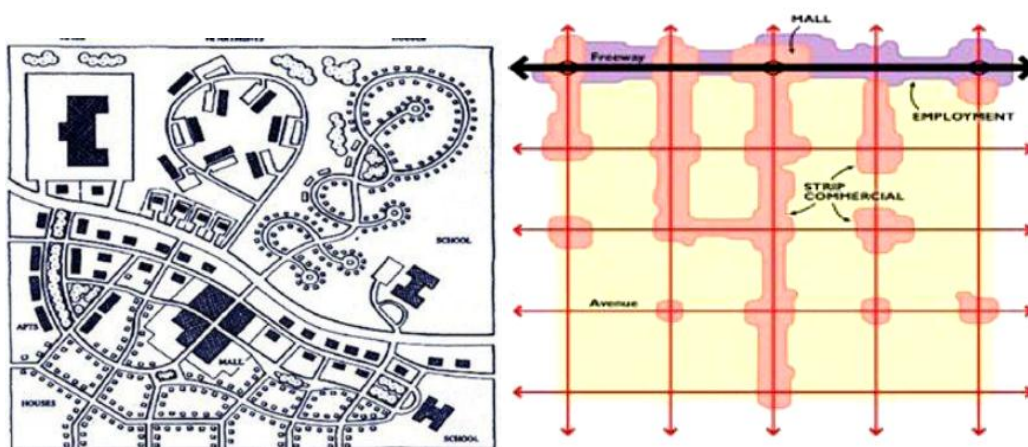 SCHOOL
APTS
MALL
HOUSES
SCHOOL
MALL
Freeway
EMPLOYMENT
STRIP
COMMERCIAL
Avenue